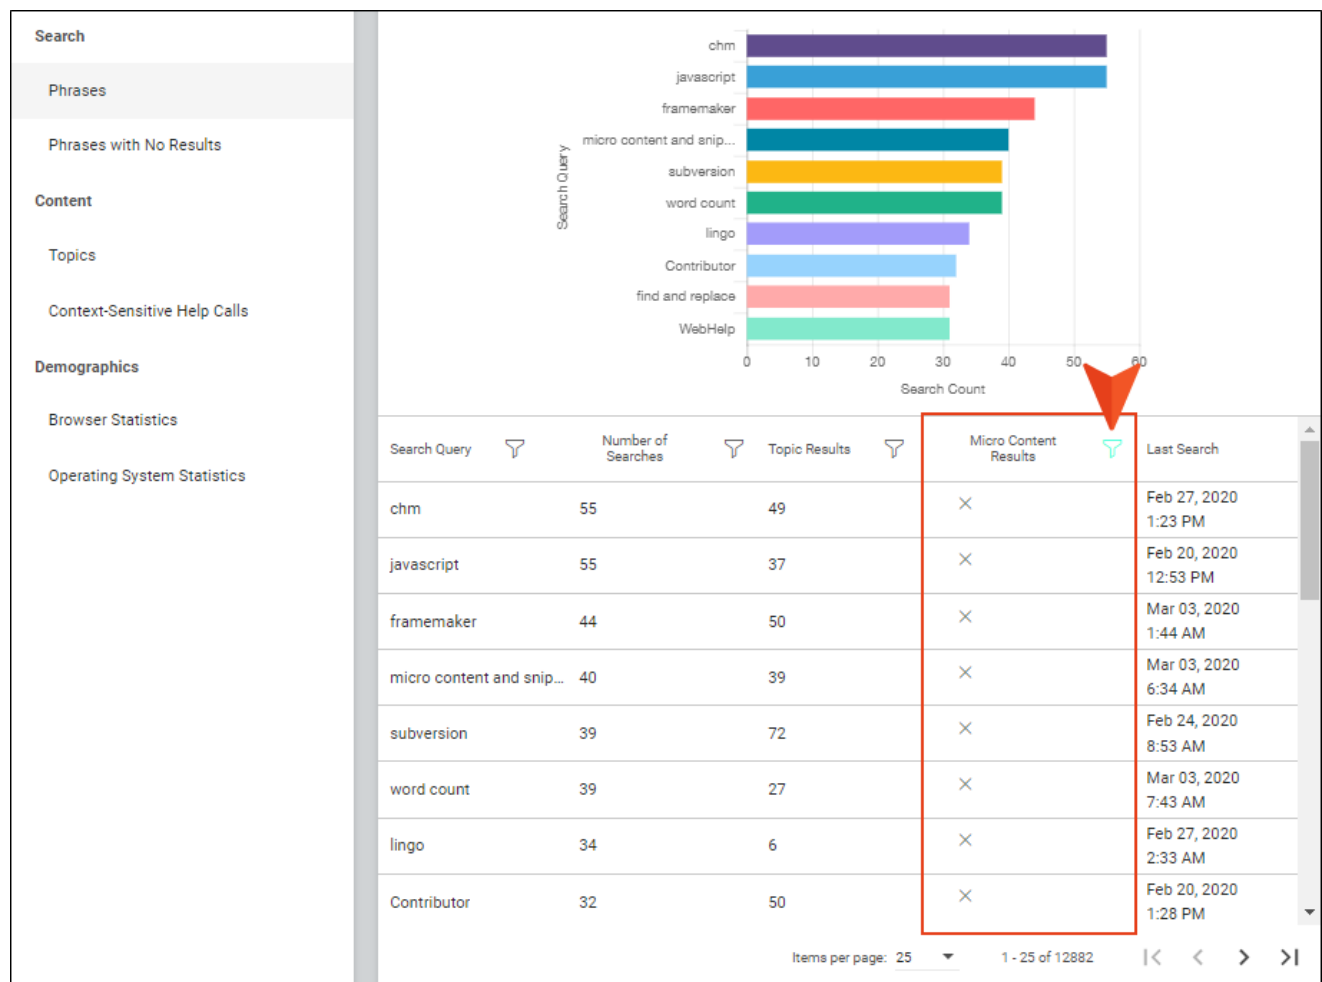 Search
Phrases
Phrases with No Results
Content
Topics
Context-Sensitive Help Calls
Demographics
Browser Statistics
Operating System Statistics
Search Query
chm
javascript
framemaker
micro content and snip...
subversion
word count
lingo
Contributor
find and replace
WebHelp
0 10 20 30 40 50 60
Search Count
Search Query Number of Searches Topic Results Micro Content Results Last Search
chm 55 49 Feb 27, 2020
1:23 PM
javascript 55 37 Feb 20, 2020
12:53 PM
framemaker 44 50 Mar 03, 2020
1:44 AM
micro content and snip... 40 39 Mar 03, 2020
6:34 AM
subversion 39 72 Feb 24, 2020
8:53 AM
word count 39 27 Mar 03, 2020
7:43 AM
lingo 34 6 Feb 27, 2020
2:33 AM
Contributor 32 50 Feb 20, 2020
1:28 PM
Items per page: 25 1 - 25 of 12882